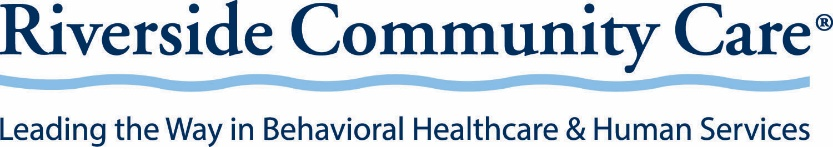 Riverside Community Care®
Leading the Way in Behavioral Healthcare & Human Services